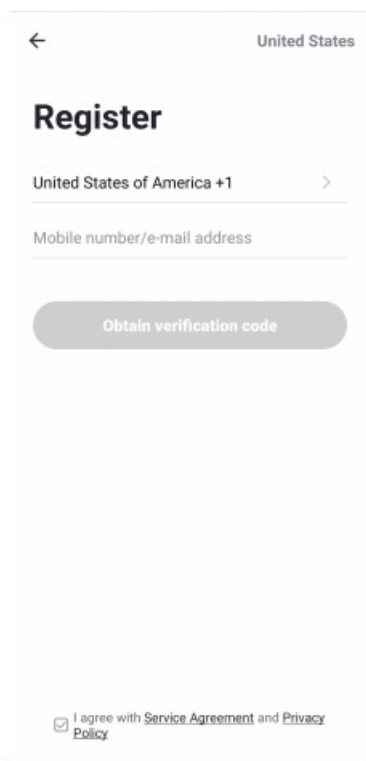 United States
Register
United States of America +1
Mobile number/e-mail address
Obtain verification code
I agree with Service Agreement and Privacy
Policy